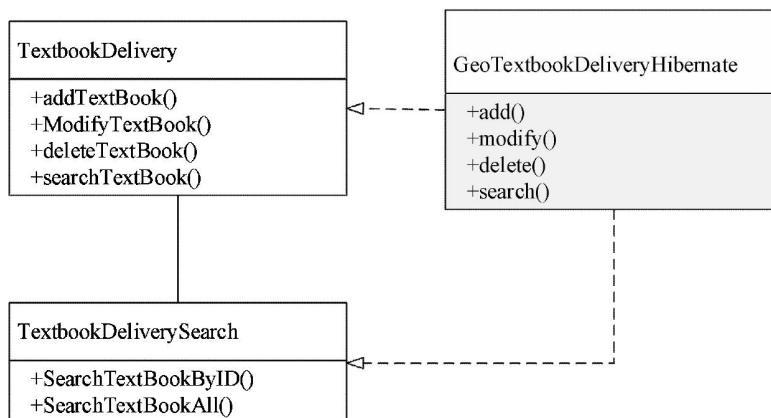 TextbookDelivery
+addTextBook()
+ModifyTextBook()
+deleteTextBook()
+searchTextBook()
GeoTextbookDeliveryHibernate
+add()
+modify()
+delete()
+search()
TextbookDeliverySearch
+SearchTextBookByID()
+SearchTextBookAll()